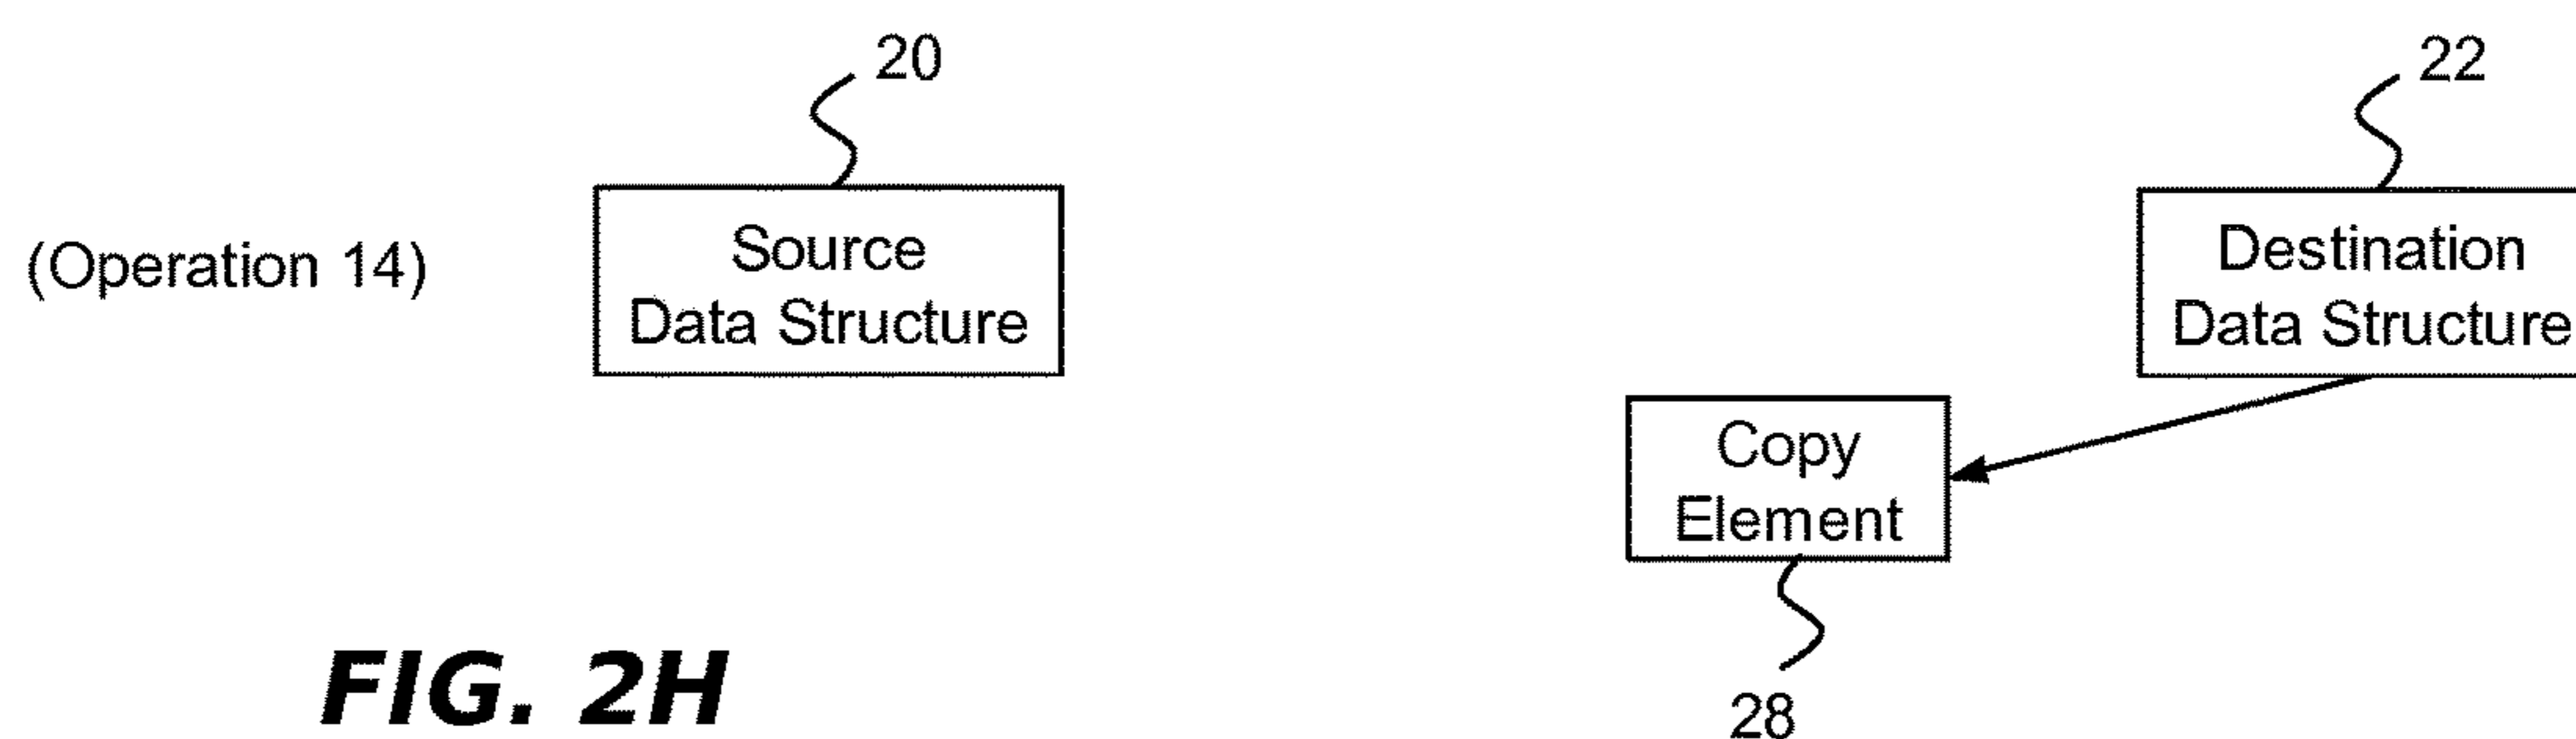 20
22
(Operation 14)
Source
Data Structure
Destination
Data Structure
Copy
Element
28
FIG. 2H